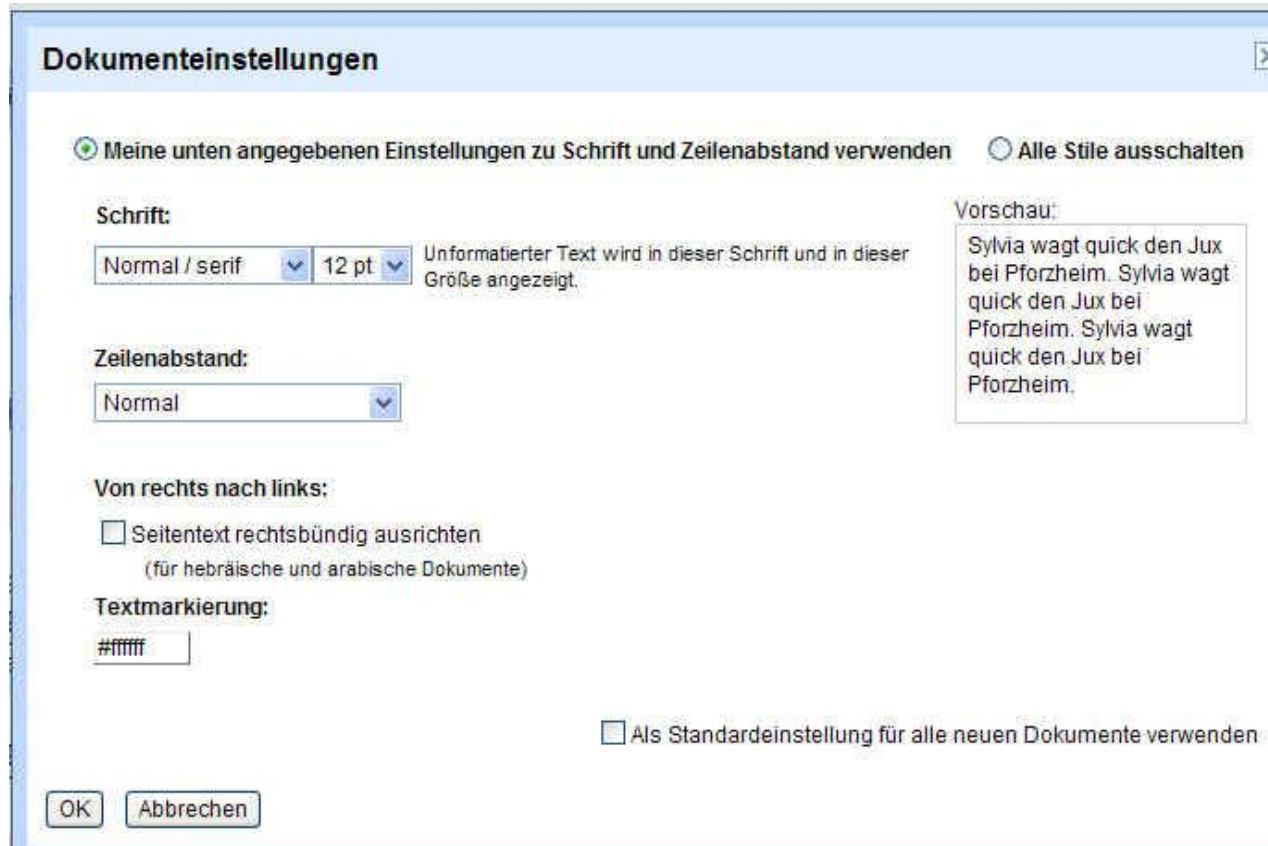 Dokumenteinstellungen
Meine unten angegebenen Einstellungen zu Schrift und Zeilenabstand verwenden
Alle Stile ausschalten
Schrift:
Normal / serif
12 pt
Unformatierter Text wird in dieser Schrift und in dieser
Größe angezeigt.
Vorschau:
Sylvia wagt quick den Jux
bei Pforzheim. Sylvia wagt
quick den Jux bei
Pforzheim. Sylvia wagt
quick den Jux bei
Pforzheim.
Zeilenabstand:
Normal
Von rechts nach links:
Seitentext rechtsbündig ausrichten
(für hebräische und arabische Dokumente)
Textmarkierung:
#ffffff
Als Standardeinstellung für alle neuen Dokumente verwenden
OK
Abbrechen